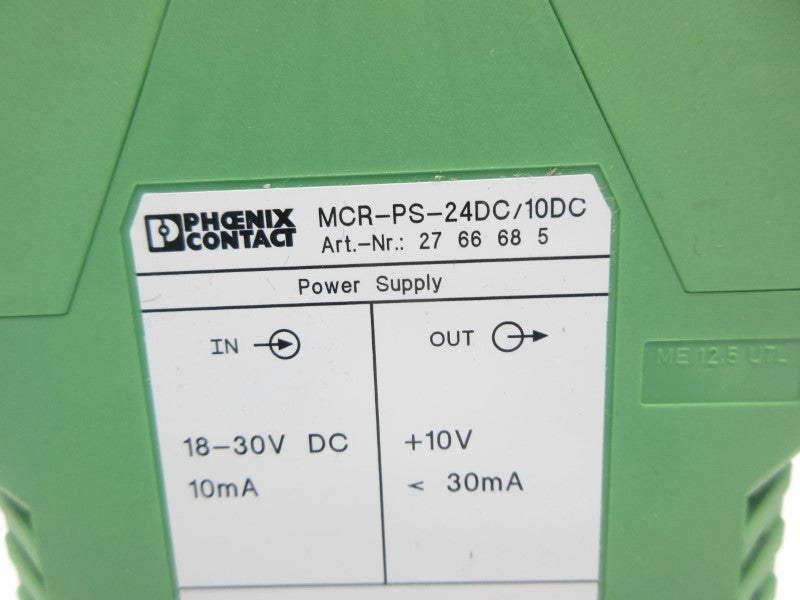 PHŒNIX
CONTACT
MCR-PS-24DC/10DC
Art.-Nr.: 27 66 68 5
Power Supply
IN
OUT
18-30V DC
10mA
+10V
< 30mA
ME 12.5 UTL